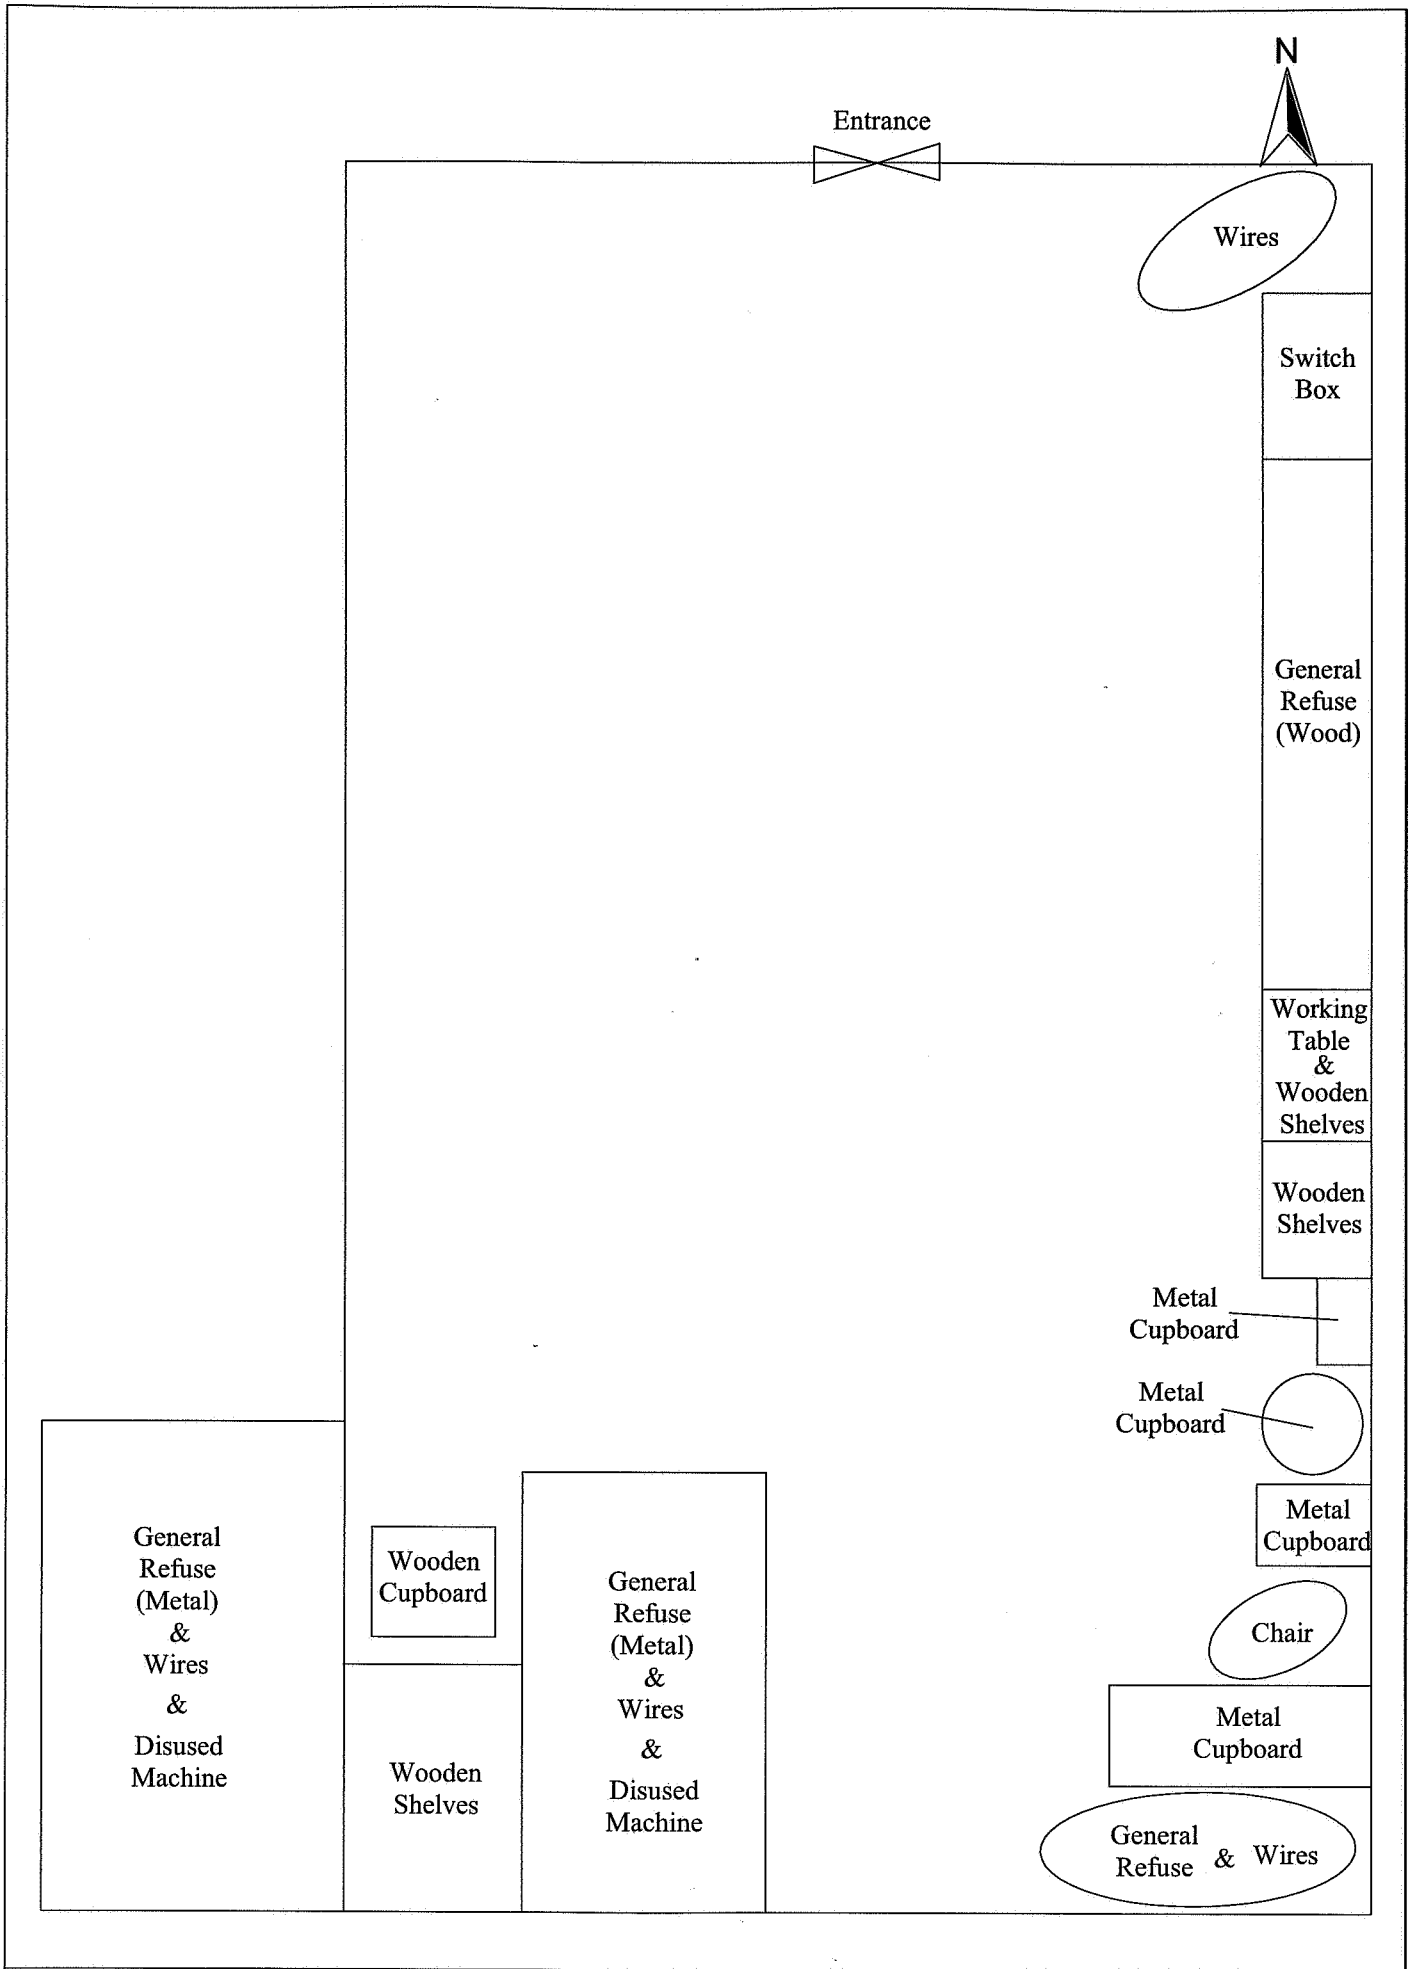 N
Entrance
Wires
Switch
Box
General
Refuse
(Wood)
Working
Table
&
Wooden
Shelves
Wooden
Shelves
Metal
Cupboard
Metal
Cupboard
Metal
Cupboard
Chair
Metal
Cupboard
General
Refuse & Wires
General
Refuse
(Metal)
&
Wires
&
Disused
Machine
Wooden
Cupboard
Wooden
Shelves
General
Refuse
(Metal)
&
Wires
&
Disused
Machine